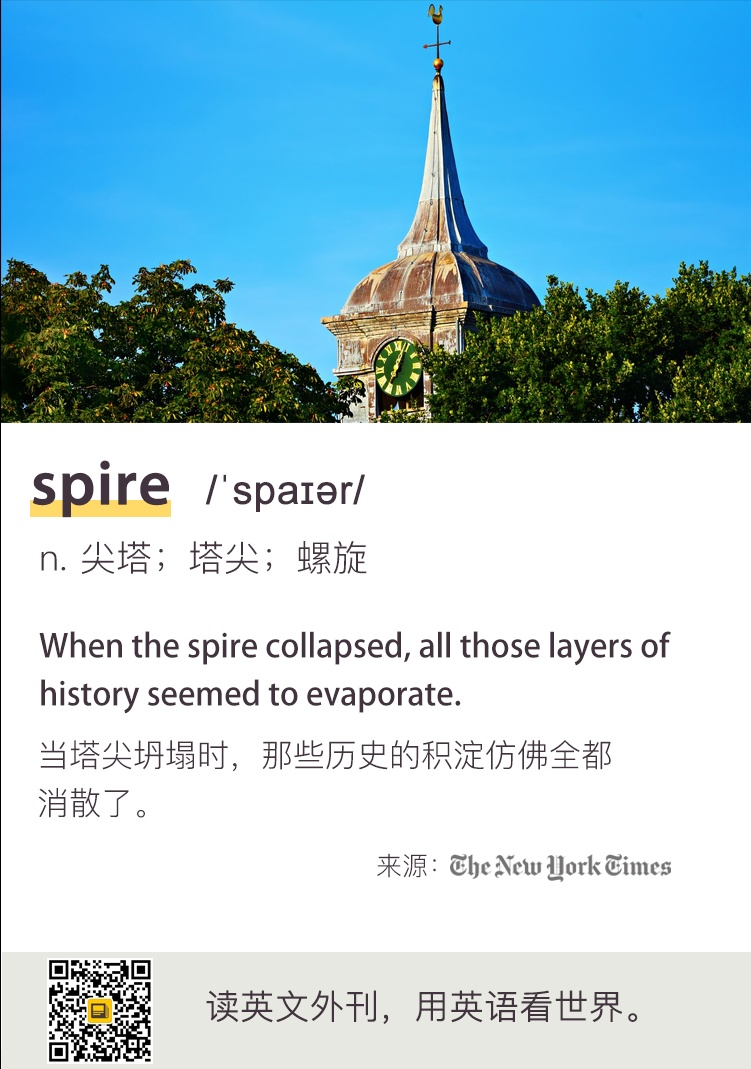 spire /ˈspaɪər/
n. 尖塔；塔尖；螺旋
When the spire collapsed, all those layers of
history seemed to evaporate.
当塔尖坍塌时，那些历史的积淀仿佛全都
消散了。
来源：The New York Times
读英文外刊，用英语看世界。